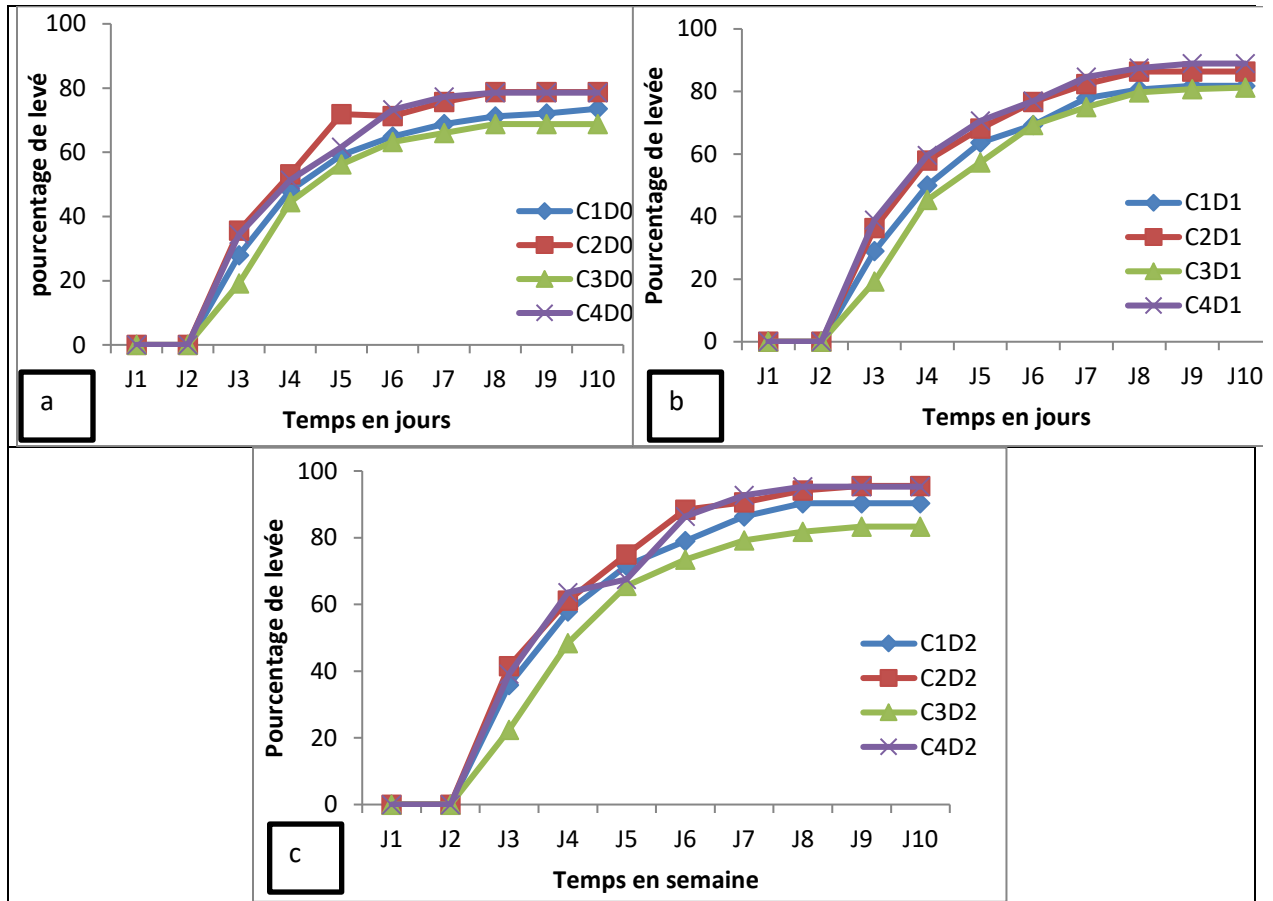 100
80
60
40
20
0
pourcentage de levé
J1 J2 J3 J4 J5 J6 J7 J8 J9 J10
Temps en jours
C1D0
C2D0
C3D0
C4D0
a
100
80
60
40
20
0
Pourcentage de levée
J1 J2 J3 J4 J5 J6 J7 J8 J9 J10
Temps en jours
C1D1
C2D1
C3D1
C4D1
b
100
80
60
40
20
0
Pourcentage de levée
J1 J2 J3 J4 J5 J6 J7 J8 J9 J10
Temps en semaine
C1D2
C2D2
C3D2
C4D2
c